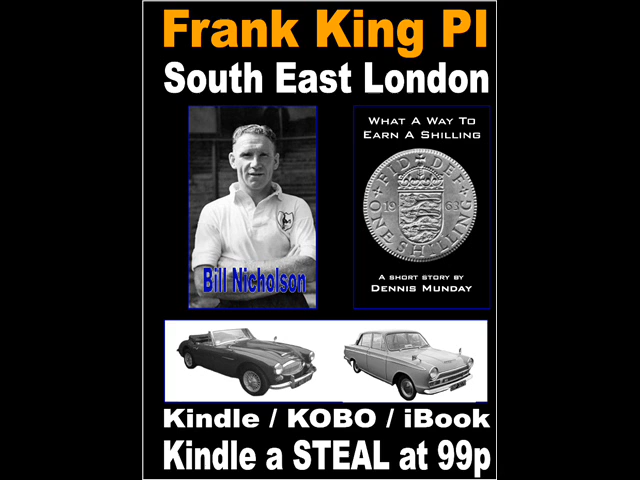 Frank King PI
South East London
Bill Nicholson
WHAT A WAY TO
EARN A SHILLING
FID · DEF
ONE SHILLING
1963
A SHORT STORY BY
DENNIS MUNDAY
Kindle / KOBO / iBook
Kindle a STEAL at 99p